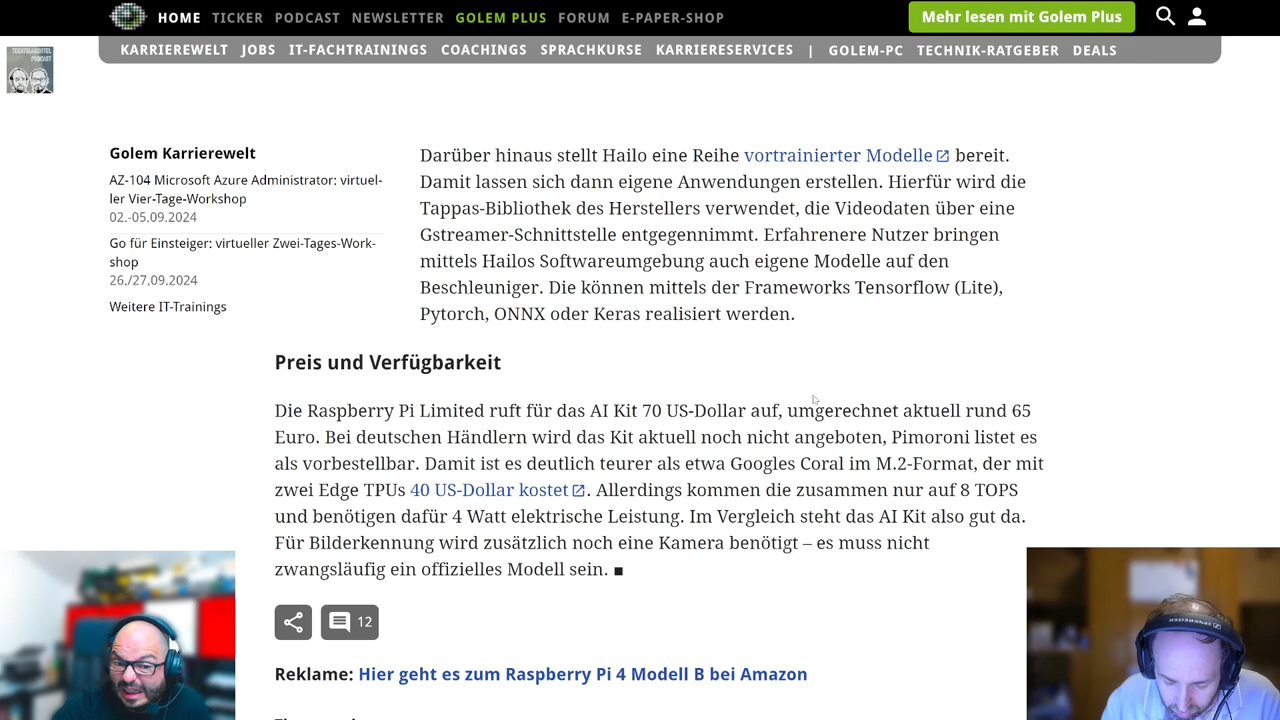 HOME TICKER PODCAST NEWSLETTER GOLEM PLUS FORUM E-PAPER-SHOP
Mehr lesen mit Golem Plus
KARRIEREWELT JOBS IT-FACHTRAININGS COACHINGS SPRACHKURSE KARRIERESERVICES | GOLEM-PC TECHNIK-RATGEBER DEALS
Golem Karrierewelt
AZ-104 Microsoft Azure Administrator: virtuel-
ler Vier-Tage-Workshop
02.-05.09.2024
Go für Einsteiger: virtueller Zwei-Tages-Work-
shop
26./27.09.2024
Weitere IT-Trainings
Darüber hinaus stellt Hailo eine Reihe vortrainierter Modelle bereit.
Damit lassen sich dann eigene Anwendungen erstellen. Hierfür wird die
Tappas-Bibliothek des Herstellers verwendet, die Videodaten über eine
Gstreamer-Schnittstelle entgegennimmt. Erfahrenere Nutzer bringen
mittels Hailos Softwareumgebung auch eigene Modelle auf den
Beschleuniger. Die können mittels der Frameworks Tensorflow (Lite),
Pytorch, ONNX oder Keras realisiert werden.
Preis und Verfügbarkeit
Die Raspberry Pi Limited ruft für das AI Kit 70 US-Dollar auf, umgerechnet aktuell rund 65
Euro. Bei deutschen Händlern wird das Kit aktuell noch nicht angeboten, Pimoroni listet es
als vorbestellbar. Damit ist es deutlich teurer als etwa Googles Coral im M.2-Format, der mit
zwei Edge TPUs 40 US-Dollar kostet. Allerdings kommen die zusammen nur auf 8 TOPS
und benötigen dafür 4 Watt elektrische Leistung. Im Vergleich steht das AI Kit also gut da.
Für Bilderkennung wird zusätzlich noch eine Kamera benötigt – es muss nicht
zwangsläufig ein offizielles Modell sein. ■
12
Reklame: Hier geht es zum Raspberry Pi 4 Modell B bei Amazon